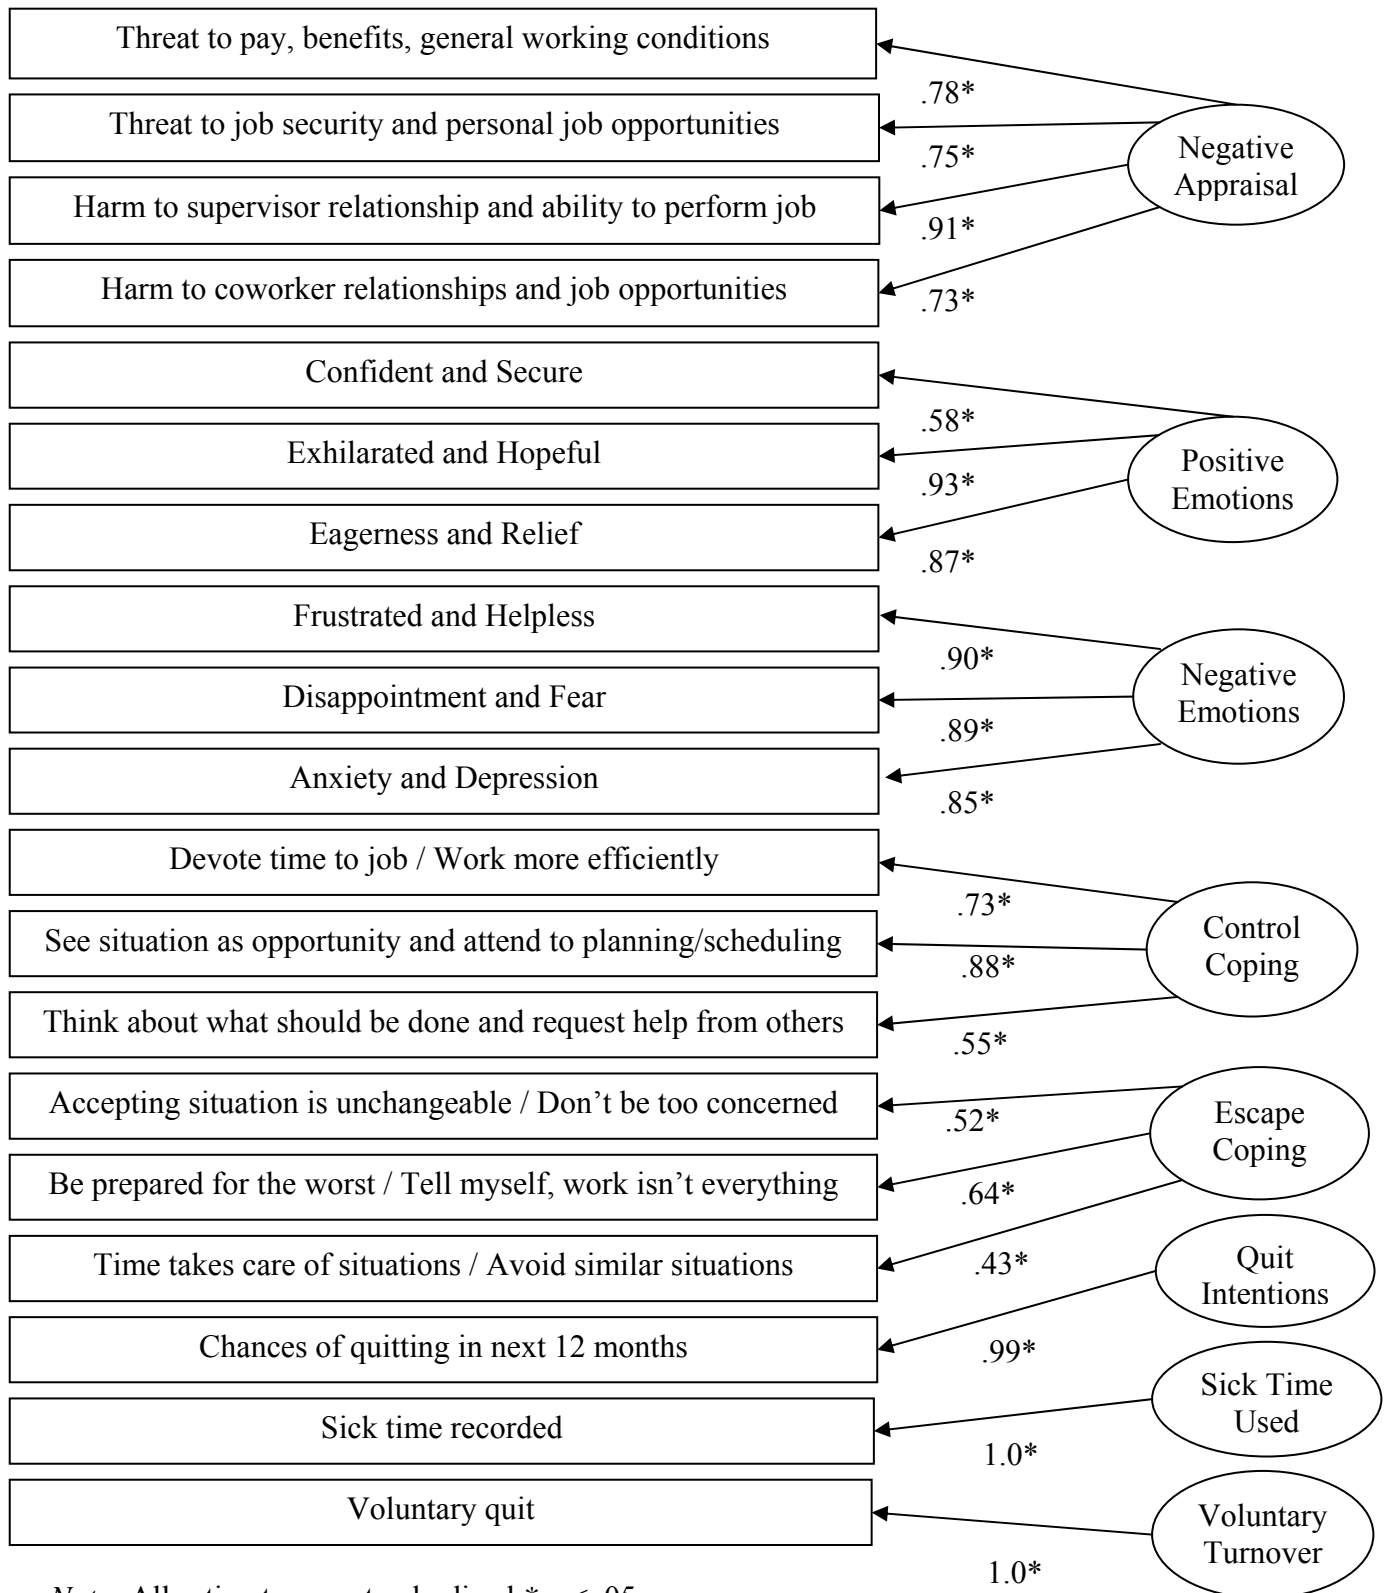 Threat to pay, benefits, general working conditions
.78*
Threat to job security and personal job opportunities
.75*
Negative
Appraisal
Harm to supervisor relationship and ability to perform job
.91*
Harm to coworker relationships and job opportunities
.73*
Confident and Secure
.58*
Exhilarated and Hopeful
.93*
Positive
Emotions
Eagerness and Relief
.87*
Frustrated and Helpless
.90*
Disappointment and Fear
.89*
Negative
Emotions
Anxiety and Depression
.85*
Devote time to job / Work more efficiently
.73*
See situation as opportunity and attend to planning/scheduling
.88*
Control
Coping
Think about what should be done and request help from others
.55*
Accepting situation is unchangeable / Don’t be too concerned
.52*
Escape
Coping
Be prepared for the worst / Tell myself, work isn’t everything
.64*
Time takes care of situations / Avoid similar situations
.43*
Quit
Intentions
Chances of quitting in next 12 months
.99*
Sick time recorded
1.0*
Sick Time
Used
Voluntary quit
1.0*
Voluntary
Turnover